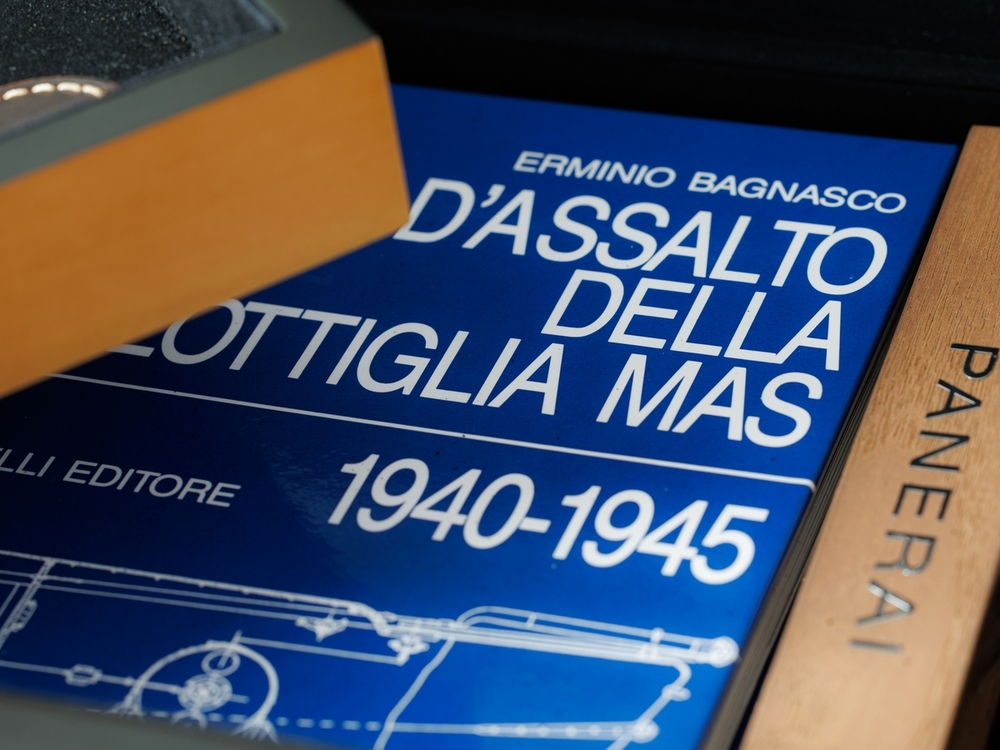 ERMINIO BAGNASCO
D'ASSALTO
DELLA
LOTTIGLIA MAS
1940-1945
LLI EDITORE
PANERAI